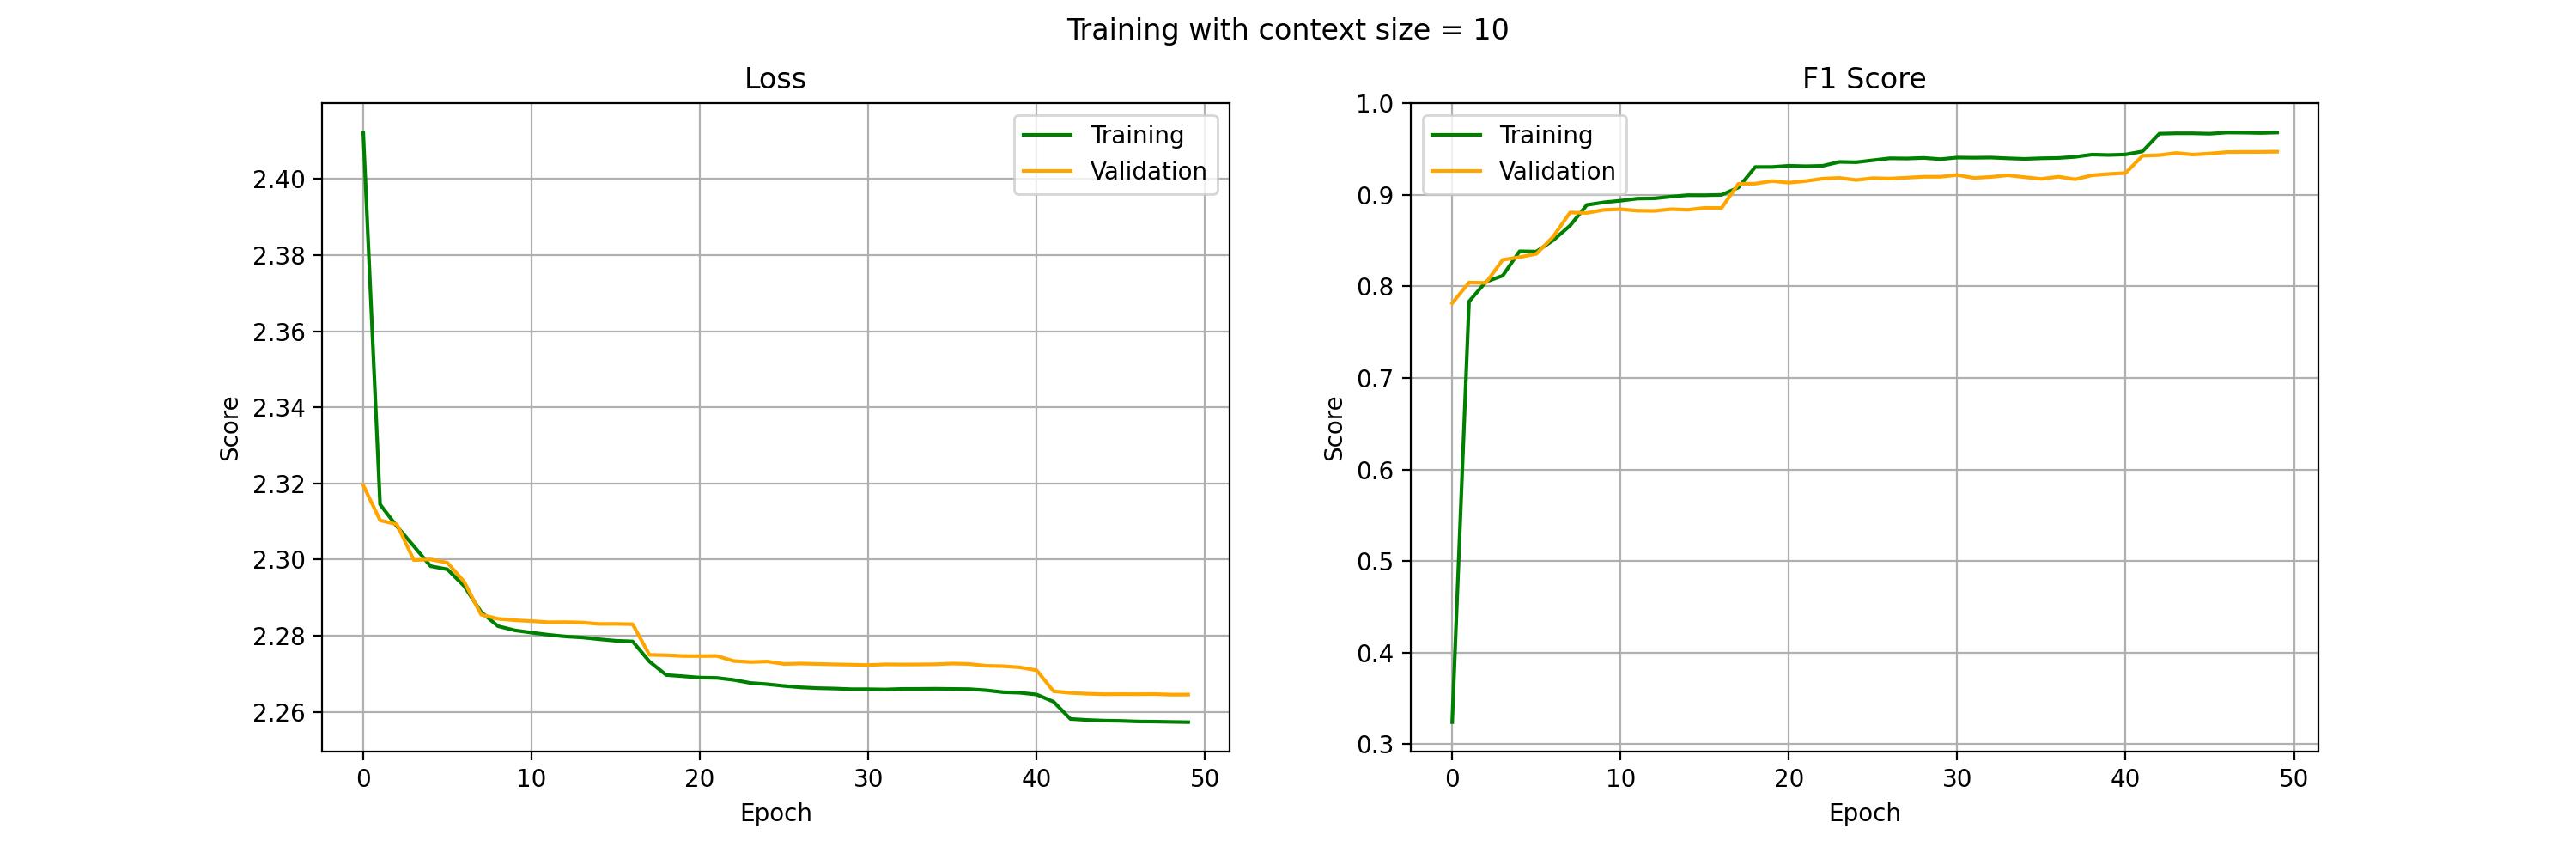 Training with context size = 10
Loss
Training
Validation
2.40
2.38
2.36
2.34
2.32
2.30
2.28
2.26
Score
0
10
20
30
40
50
Epoch
F1 Score
Training
Validation
1.0
0.9
0.8
0.7
0.6
0.5
0.4
0.3
Score
0
10
20
30
40
50
Epoch